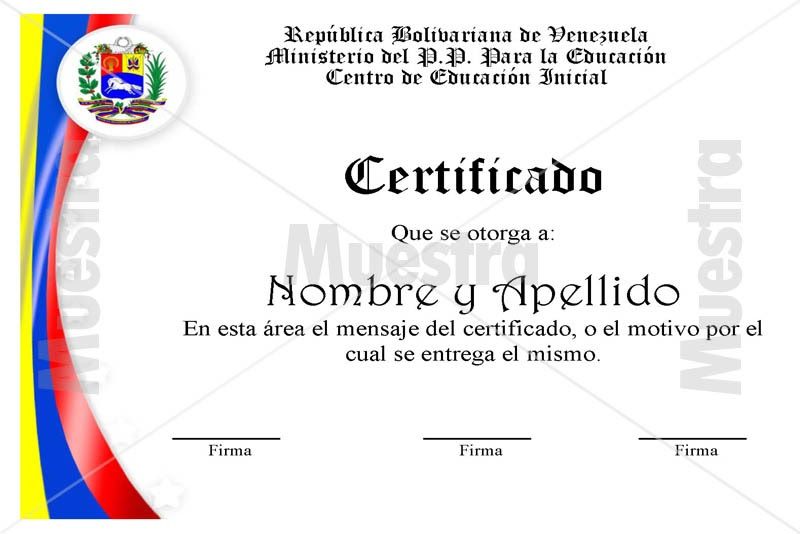 República Bolivariana de Venezuela
Ministerio del P.P. Para la Educación
Centro de Educación Inicial
Certificado
Que se otorga a:
Muestra
Muestra
Muestra
Nombre y Apellido
En esta área el mensaje del certificado, o el motivo por el
cual se entrega el mismo.
Firma
Firma
Firma